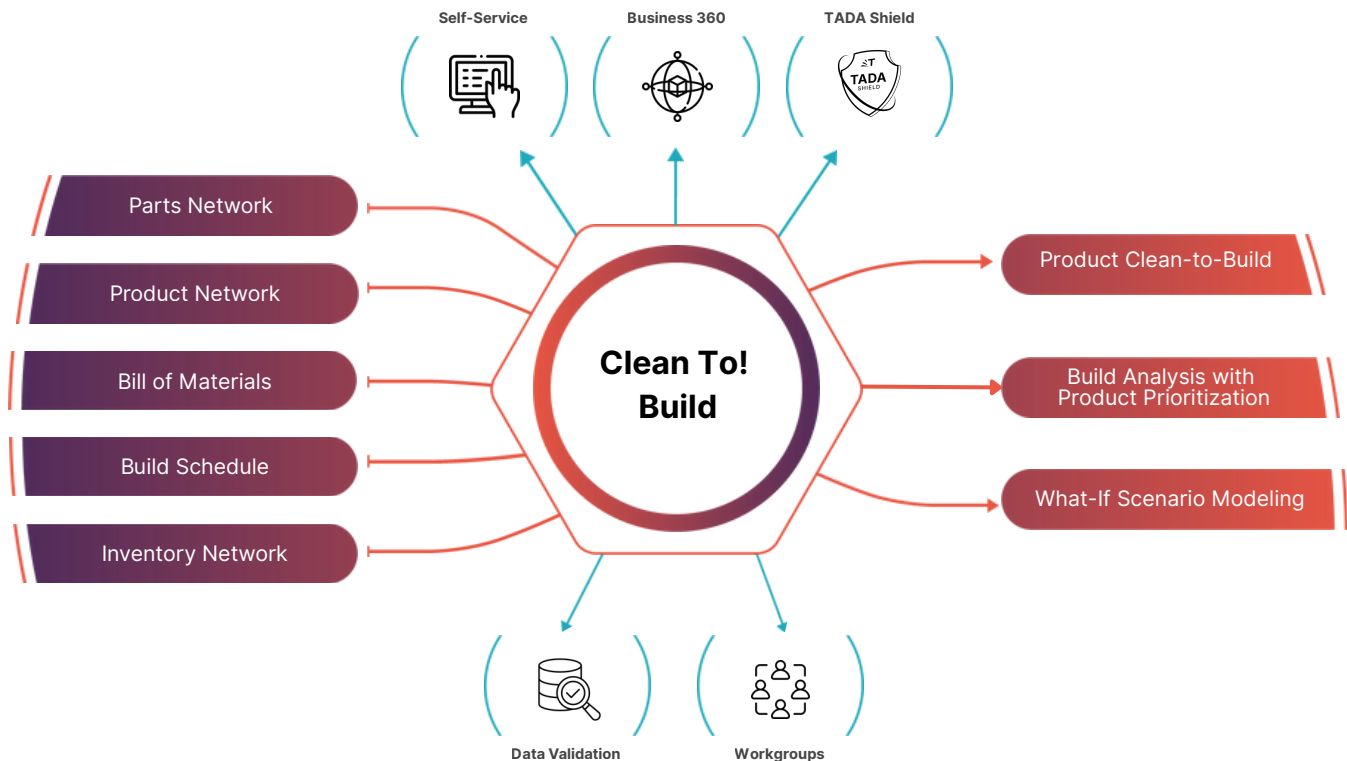 Self-Service
Business 360
TADA Shield
T
TADA
SHIELD
Parts Network
Product Network
Bill of Materials
Build Schedule
Inventory Network
Clean To!
Build
Product Clean-to-Build
Build Analysis with
Product Prioritization
What-If Scenario Modeling
Data Validation
Workgroups